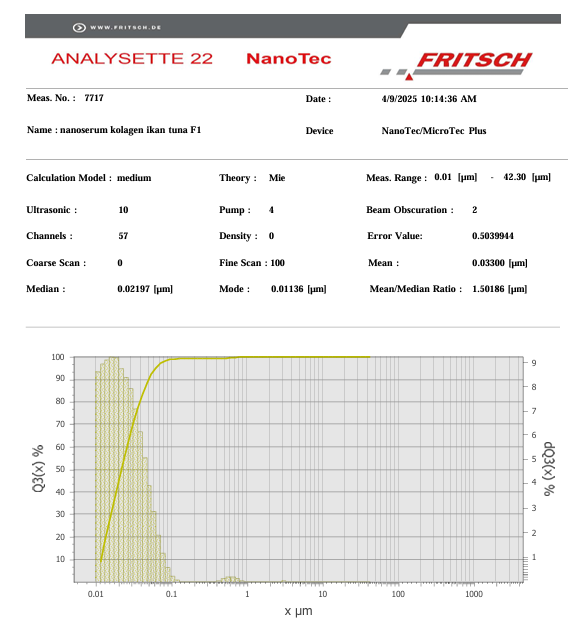 WWW.FRITSCH.DE
ANALYSETTE 22 NanoTec FRITSCH
Meas. No. : 7717 Date : 4/9/2025 10:14:36 AM
Name : nanoserum kolagen ikan tuna F1 Device NanoTec/MicroTec Plus
Calculation Model : medium Theory : Mie Meas. Range : 0.01 [µm] - 42.30 [µm]
Ultrasonic : 10 Pump : 4 Beam Obscuration : 2
Channels : 57 Density : 0 Error Value: 0.5039944
Coarse Scan : 0 Fine Scan : 100 Mean : 0.03300 [µm]
Median : 0.02197 [µm] Mode : 0.01136 [µm] Mean/Median Ratio : 1.50186 [µm]
100
90
80
70
60
50
40
30
20
10
Q3(x) %
9
8
7
6
5
4
3
2
1
dQ3(x) %
0.01 0.1 1 10 100 1000
x µm